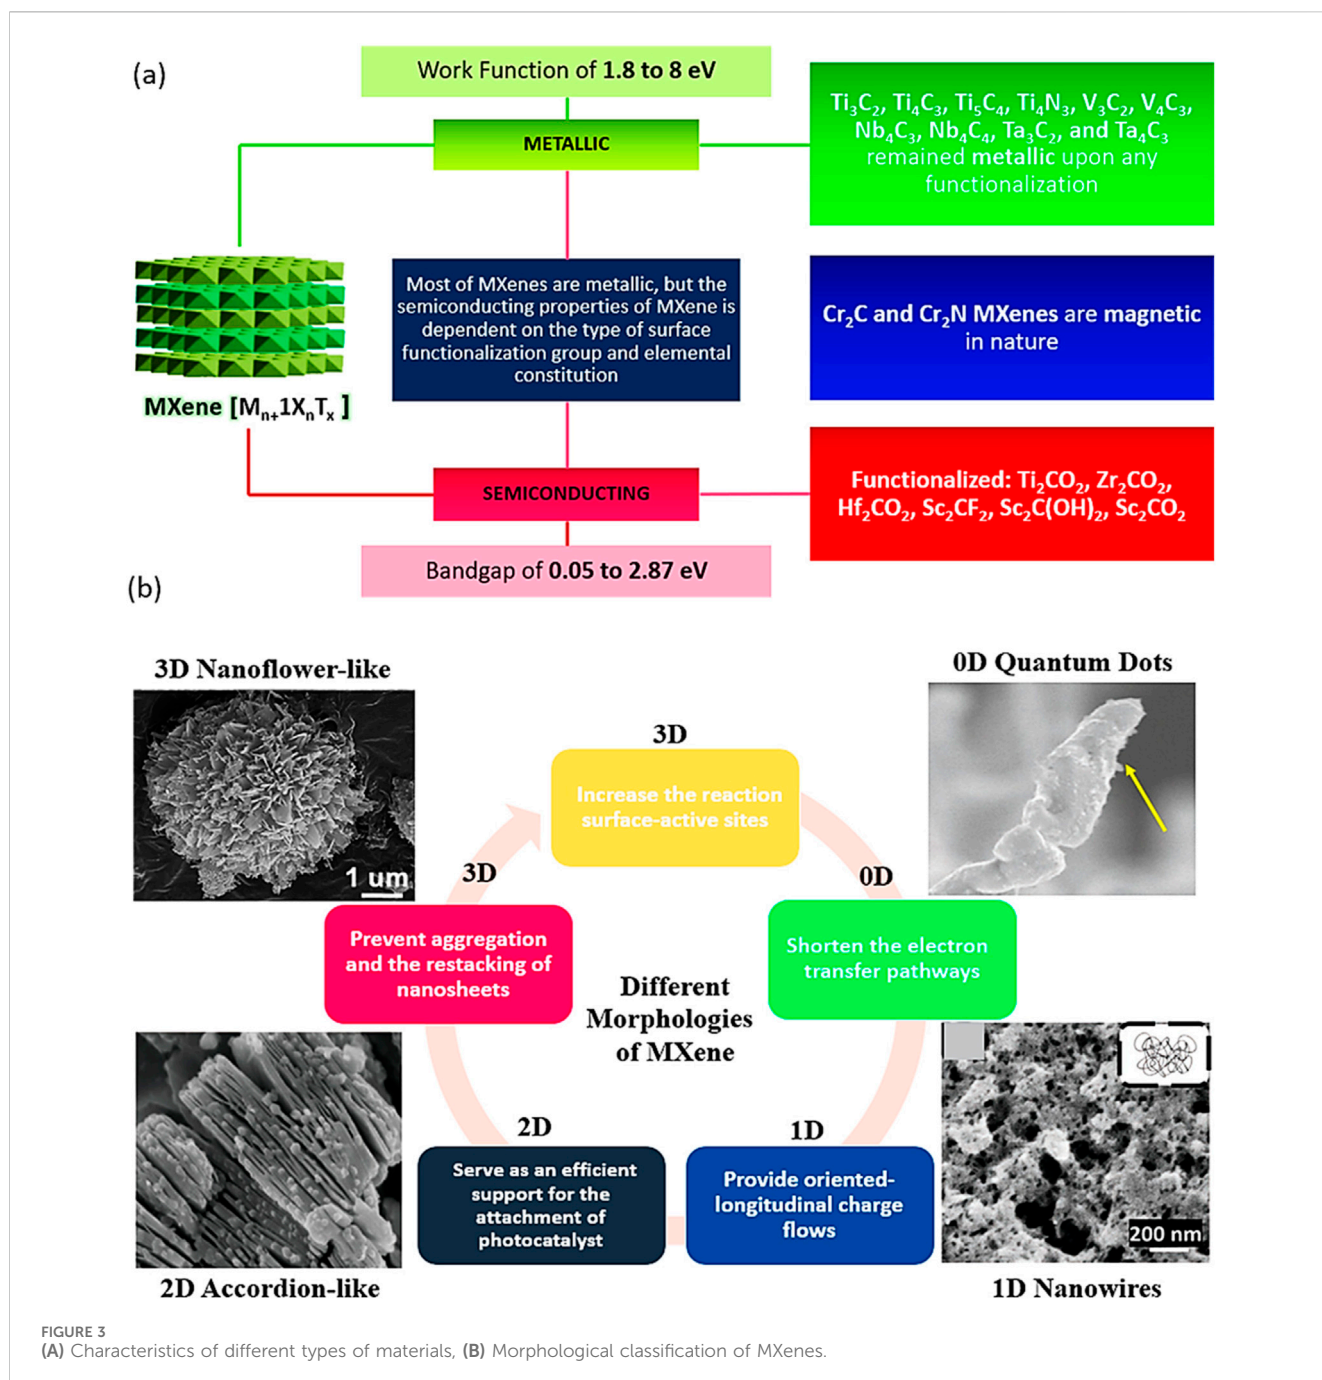 (a)
Work Function of 1.8 to 8 eV
METALLIC
Ti₃C₂, Ti₄C₃, Ti₅C₄, Ti₄N₃, V₃C₂, V₄C₃,
Nb₄C₃, Nb₄C₄, Ta₃C₂, and Ta₄C₃
remained metallic upon any
functionalization
Most of MXenes are metallic, but the
semiconducting properties of MXene is
dependent on the type of surface
functionalization group and elemental
constitution
Cr₂C and Cr₂N MXenes are magnetic
in nature
MXene [Mₙ₊1XₙTₓ ]
SEMICONDUCTING
Functionalized: Ti₂CO₂, Zr₂CO₂,
Hf₂CO₂, Sc₂CF₂, Sc₂C(OH)₂, Sc₂CO₂
Bandgap of 0.05 to 2.87 eV
(b)
3D Nanoflower-like
1 um
0D Quantum Dots
3D
Increase the reaction
surface-active sites
0D
Shorten the electron
transfer pathways
3D
Prevent aggregation
and the restacking of
nanosheets
Different
Morphologies
of MXene
2D
Serve as an efficient
support for the
attachment of
photocatalyst
1D
Provide oriented-
longitudinal charge
flows
200 nm
2D Accordion-like
1D Nanowires
FIGURE 3
(A) Characteristics of different types of materials, (B) Morphological classification of MXenes.